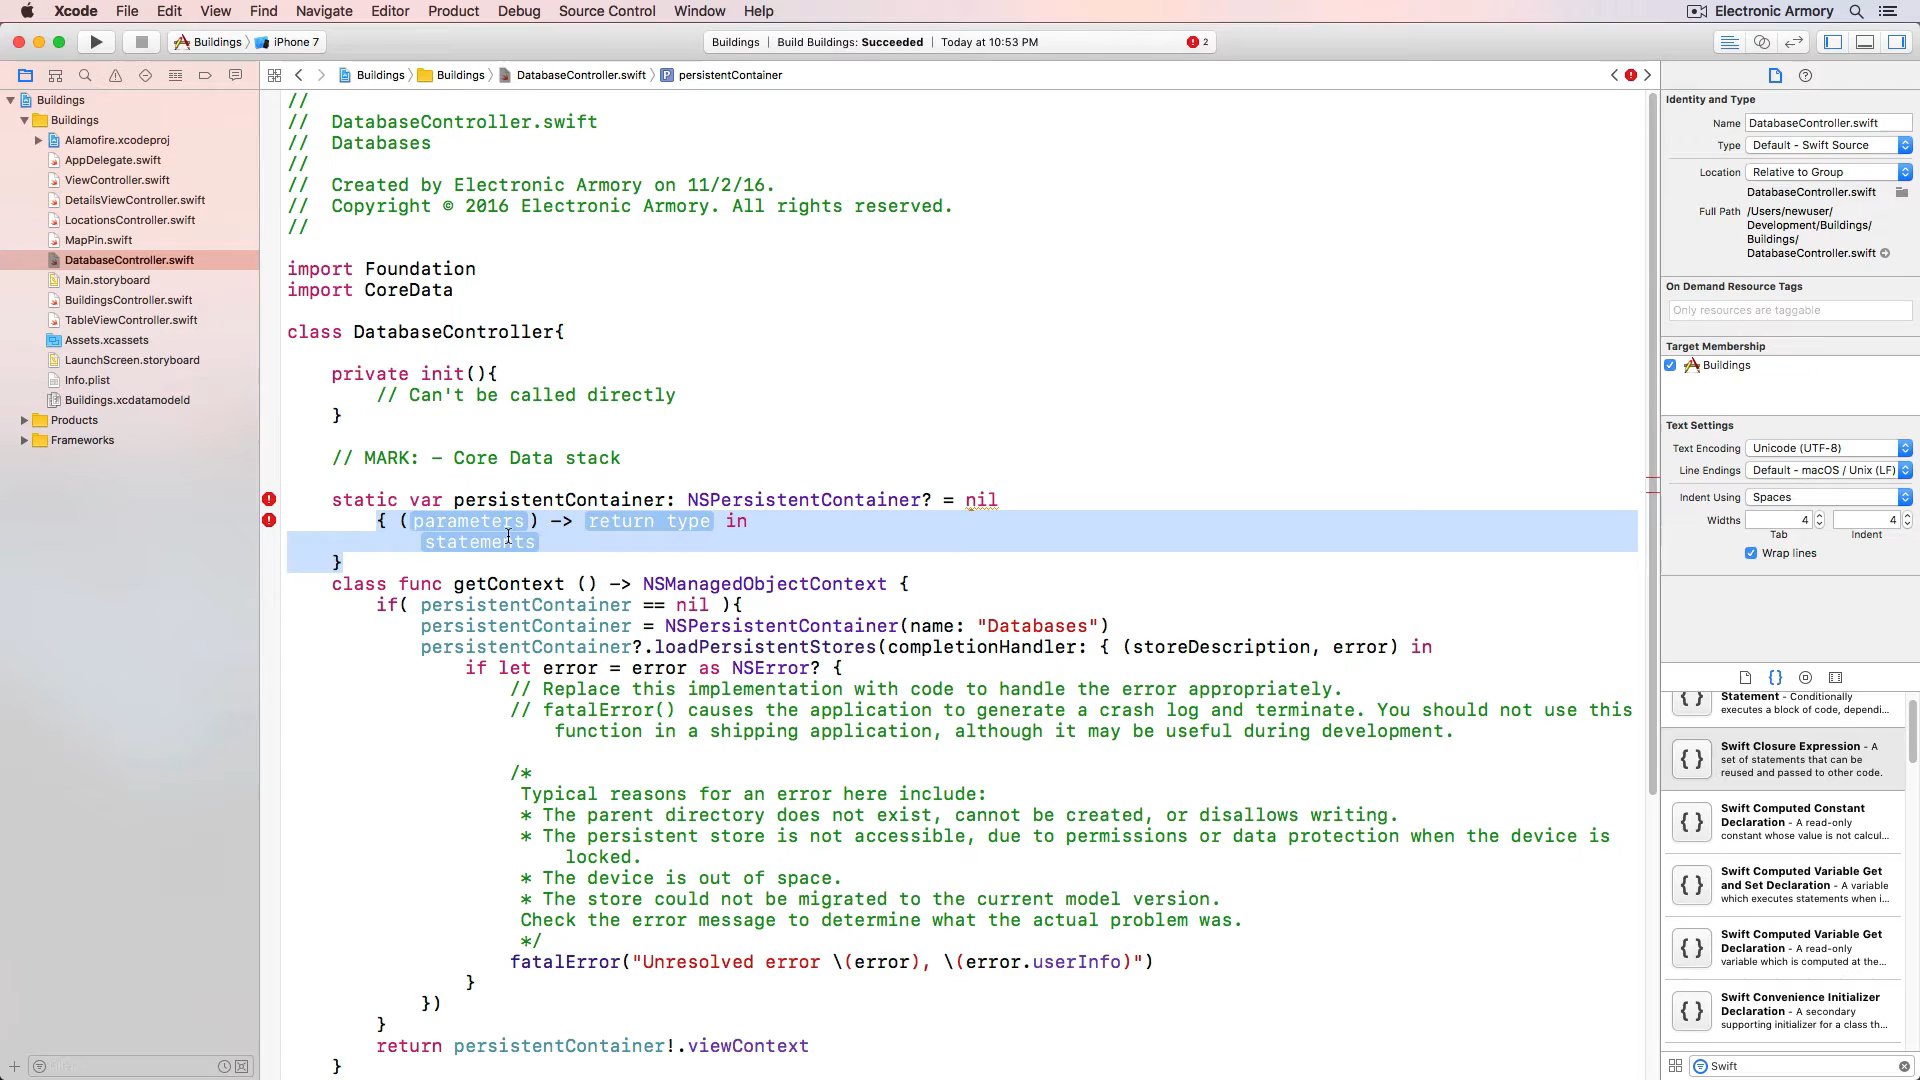 Xcode File Edit View Find Navigate Editor Product Debug Source Control Window Help Electronic Armory
Buildings iPhone 7 Buildings Build Buildings: Succeeded Today at 10:53 PM 2
Buildings Buildings DatabaseController.swift P persistentContainer
Buildings
Buildings
Alamofire.xcodeproj
AppDelegate.swift
ViewController.swift
DetailsViewController.swift
LocationsController.swift
MapPin.swift
DatabaseController.swift
Main.storyboard
BuildingsController.swift
TableViewController.swift
Assets.xcassets
LaunchScreen.storyboard
Info.plist
Buildings.xcdatamodeld
Products
Frameworks
//
// DatabaseController.swift
// Databases
//
// Created by Electronic Armory on 11/2/16.
// Copyright © 2016 Electronic Armory. All rights reserved.
//
import Foundation
import CoreData
class DatabaseController{
private init(){
// Can't be called directly
}
// MARK: - Core Data stack
static var persistentContainer: NSPersistentContainer? = nil
{ (parameters) -> return type in
statements
}
class func getContext () -> NSManagedObjectContext {
if( persistentContainer == nil ){
persistentContainer = NSPersistentContainer(name: "Databases")
persistentContainer?.loadPersistentStores(completionHandler: { (storeDescription, error) in
if let error = error as NSError? {
// Replace this implementation with code to handle the error appropriately.
// fatalError() causes the application to generate a crash log and terminate. You should not use this
function in a shipping application, although it may be useful during development.
/*
Typical reasons for an error here include:
* The parent directory does not exist, cannot be created, or disallows writing.
* The persistent store is not accessible, due to permissions or data protection when the device is
locked.
* The device is out of space.
* The store could not be migrated to the current model version.
Check the error message to determine what the actual problem was.
*/
fatalError("Unresolved error \(error), \(error.userInfo)")
}
})
}
return persistentContainer!.viewContext
}
Identity and Type
Name DatabaseController.swift
Type Default - Swift Source
Location Relative to Group
DatabaseController.swift
Full Path /Users/newuser/
Development/Buildings/
Buildings/
DatabaseController.swift
On Demand Resource Tags
Only resources are taggable
Target Membership
Buildings
Text Settings
Text Encoding Unicode (UTF-8)
Line Endings Default - macOS / Unix (LF)
Indent Using Spaces
Widths 4 4
Tab Indent
Wrap lines
Statement - Conditionally
executes a block of code, dependi...
{ } Swift Closure Expression - A
set of statements that can be
reused and passed to other code.
{ } Swift Computed Constant
Declaration - A read-only
constant whose value is not calcul...
{ } Swift Computed Variable Get
and Set Declaration - A variable
which executes statements when i...
{ } Swift Computed Variable Get
Declaration - A read-only
variable which is computed at the...
{ } Swift Convenience Initializer
Declaration - A secondary
supporting initializer for a class th...
Swift